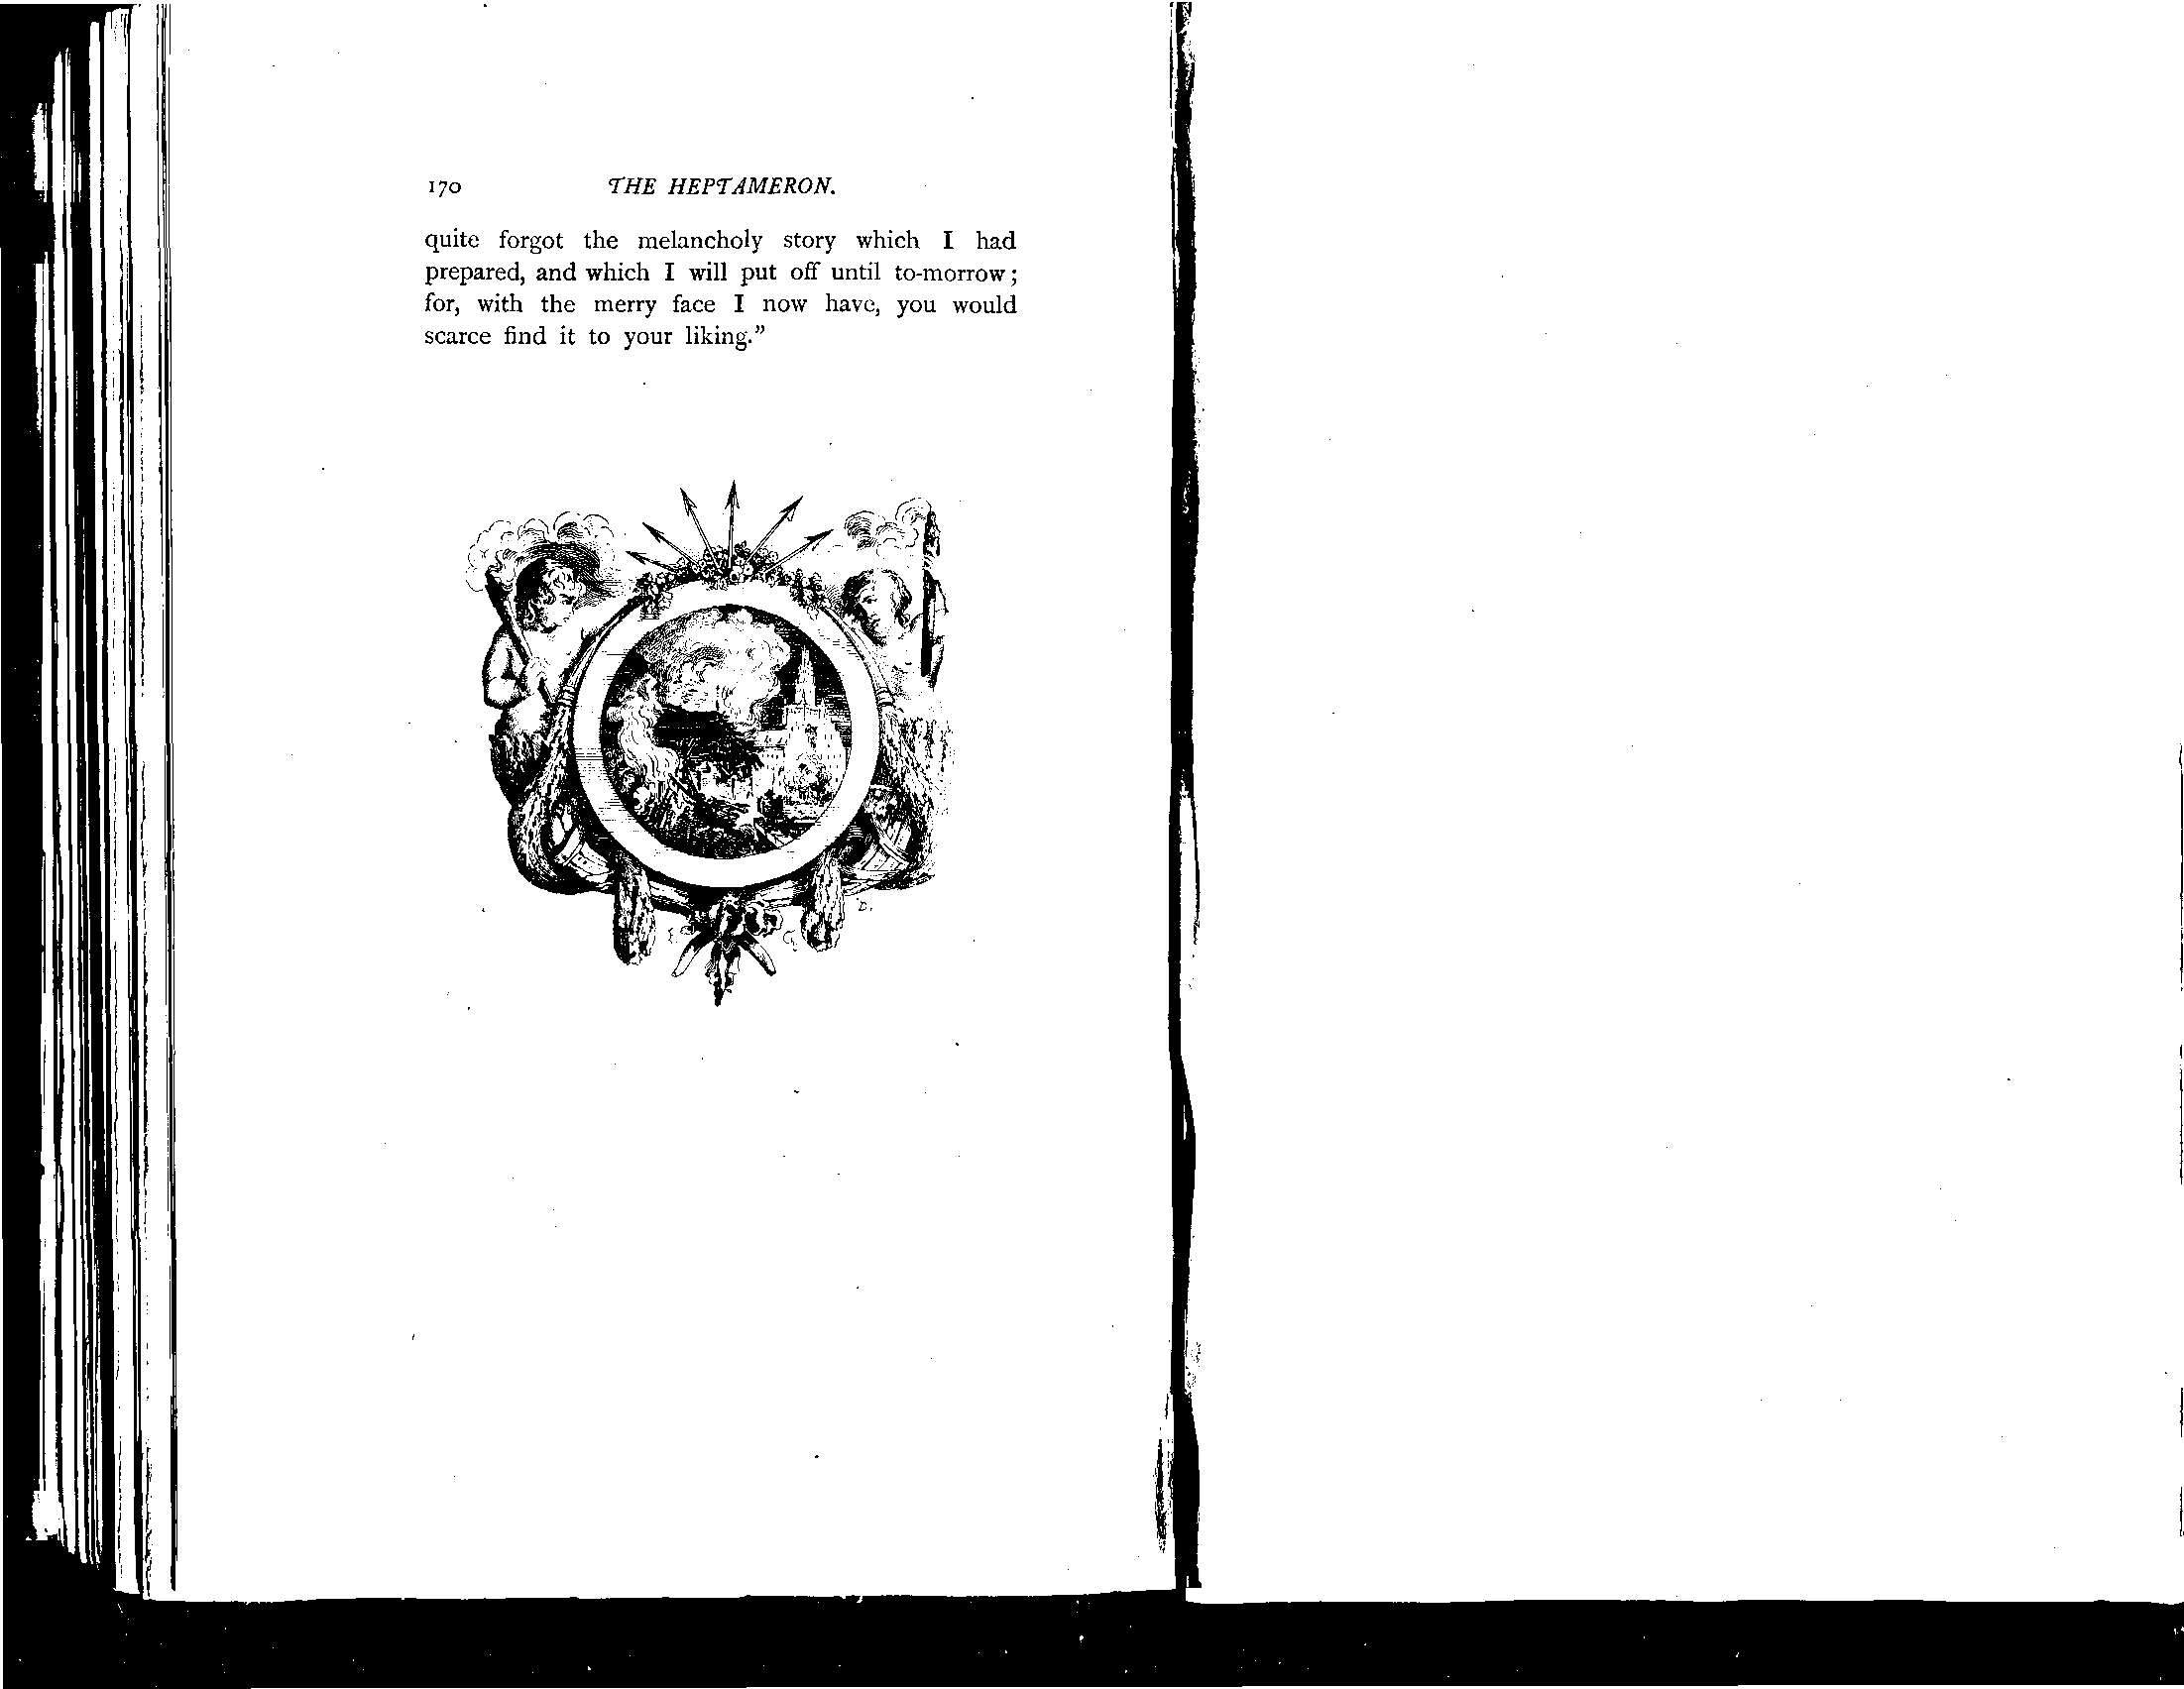 170 THE HEPTAMERON.
quite forgot the melancholy story which I had
prepared, and which I will put off until to-morrow;
for, with the merry face I now have, you would
scarce find it to your liking.”
D.